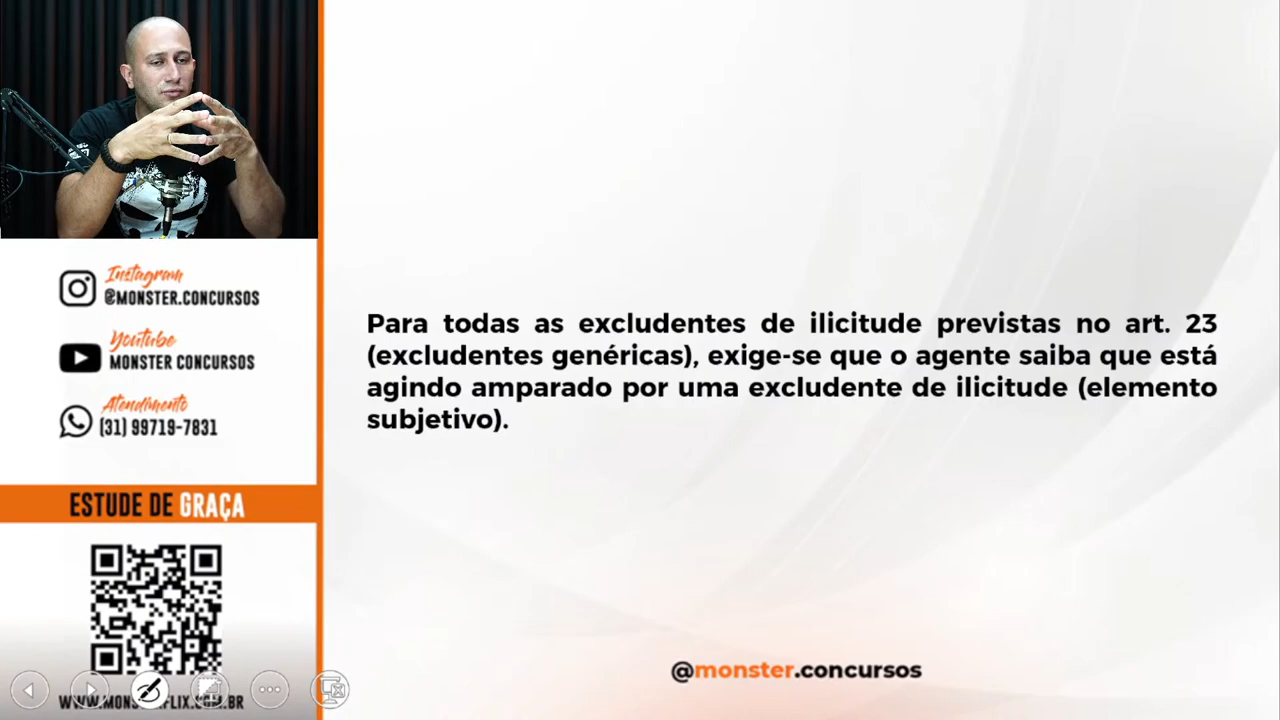 Instagram
@MONSTER.CONCURSOS
Youtube
MONSTER CONCURSOS
Atendimento
(31) 99719-7831
ESTUDE DE GRAÇA
Para todas as excludentes de ilicitude previstas no art. 23
(excludentes genéricas), exige-se que o agente saiba que está
agindo amparado por uma excludente de ilicitude (elemento
subjetivo).
@monster.concursos